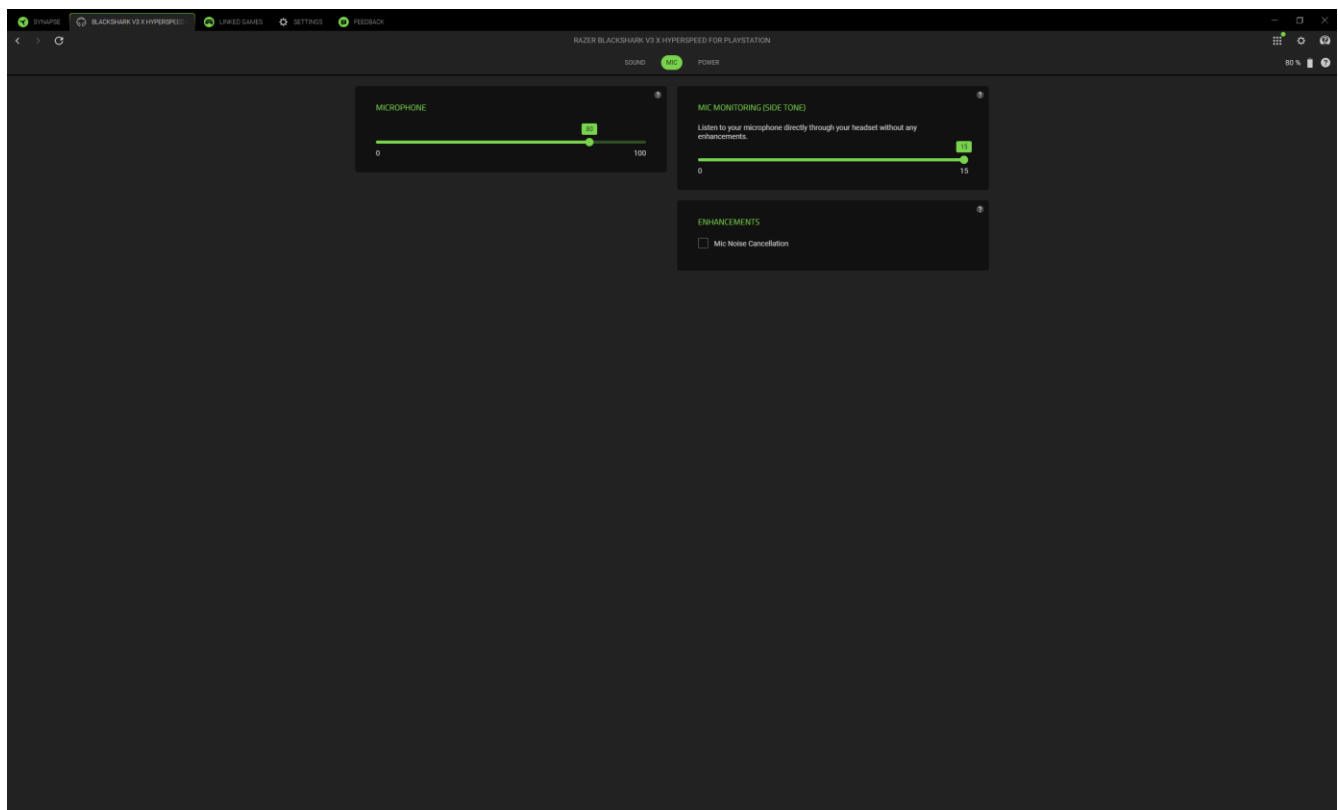 SYNAPSE
BLACKSHARK V3 X HYPERSPEED
LINKED GAMES
SETTINGS
FEEDBACK
RAZER BLACKSHARK V3 X HYPERSPEED FOR PLAYSTATION
SOUND
MIC
POWER
80 %
MICROPHONE
80
0
100
MIC MONITORING (SIDE TONE)
Listen to your microphone directly through your headset without any
enhancements.
15
0
15
ENHANCEMENTS
Mic Noise Cancellation